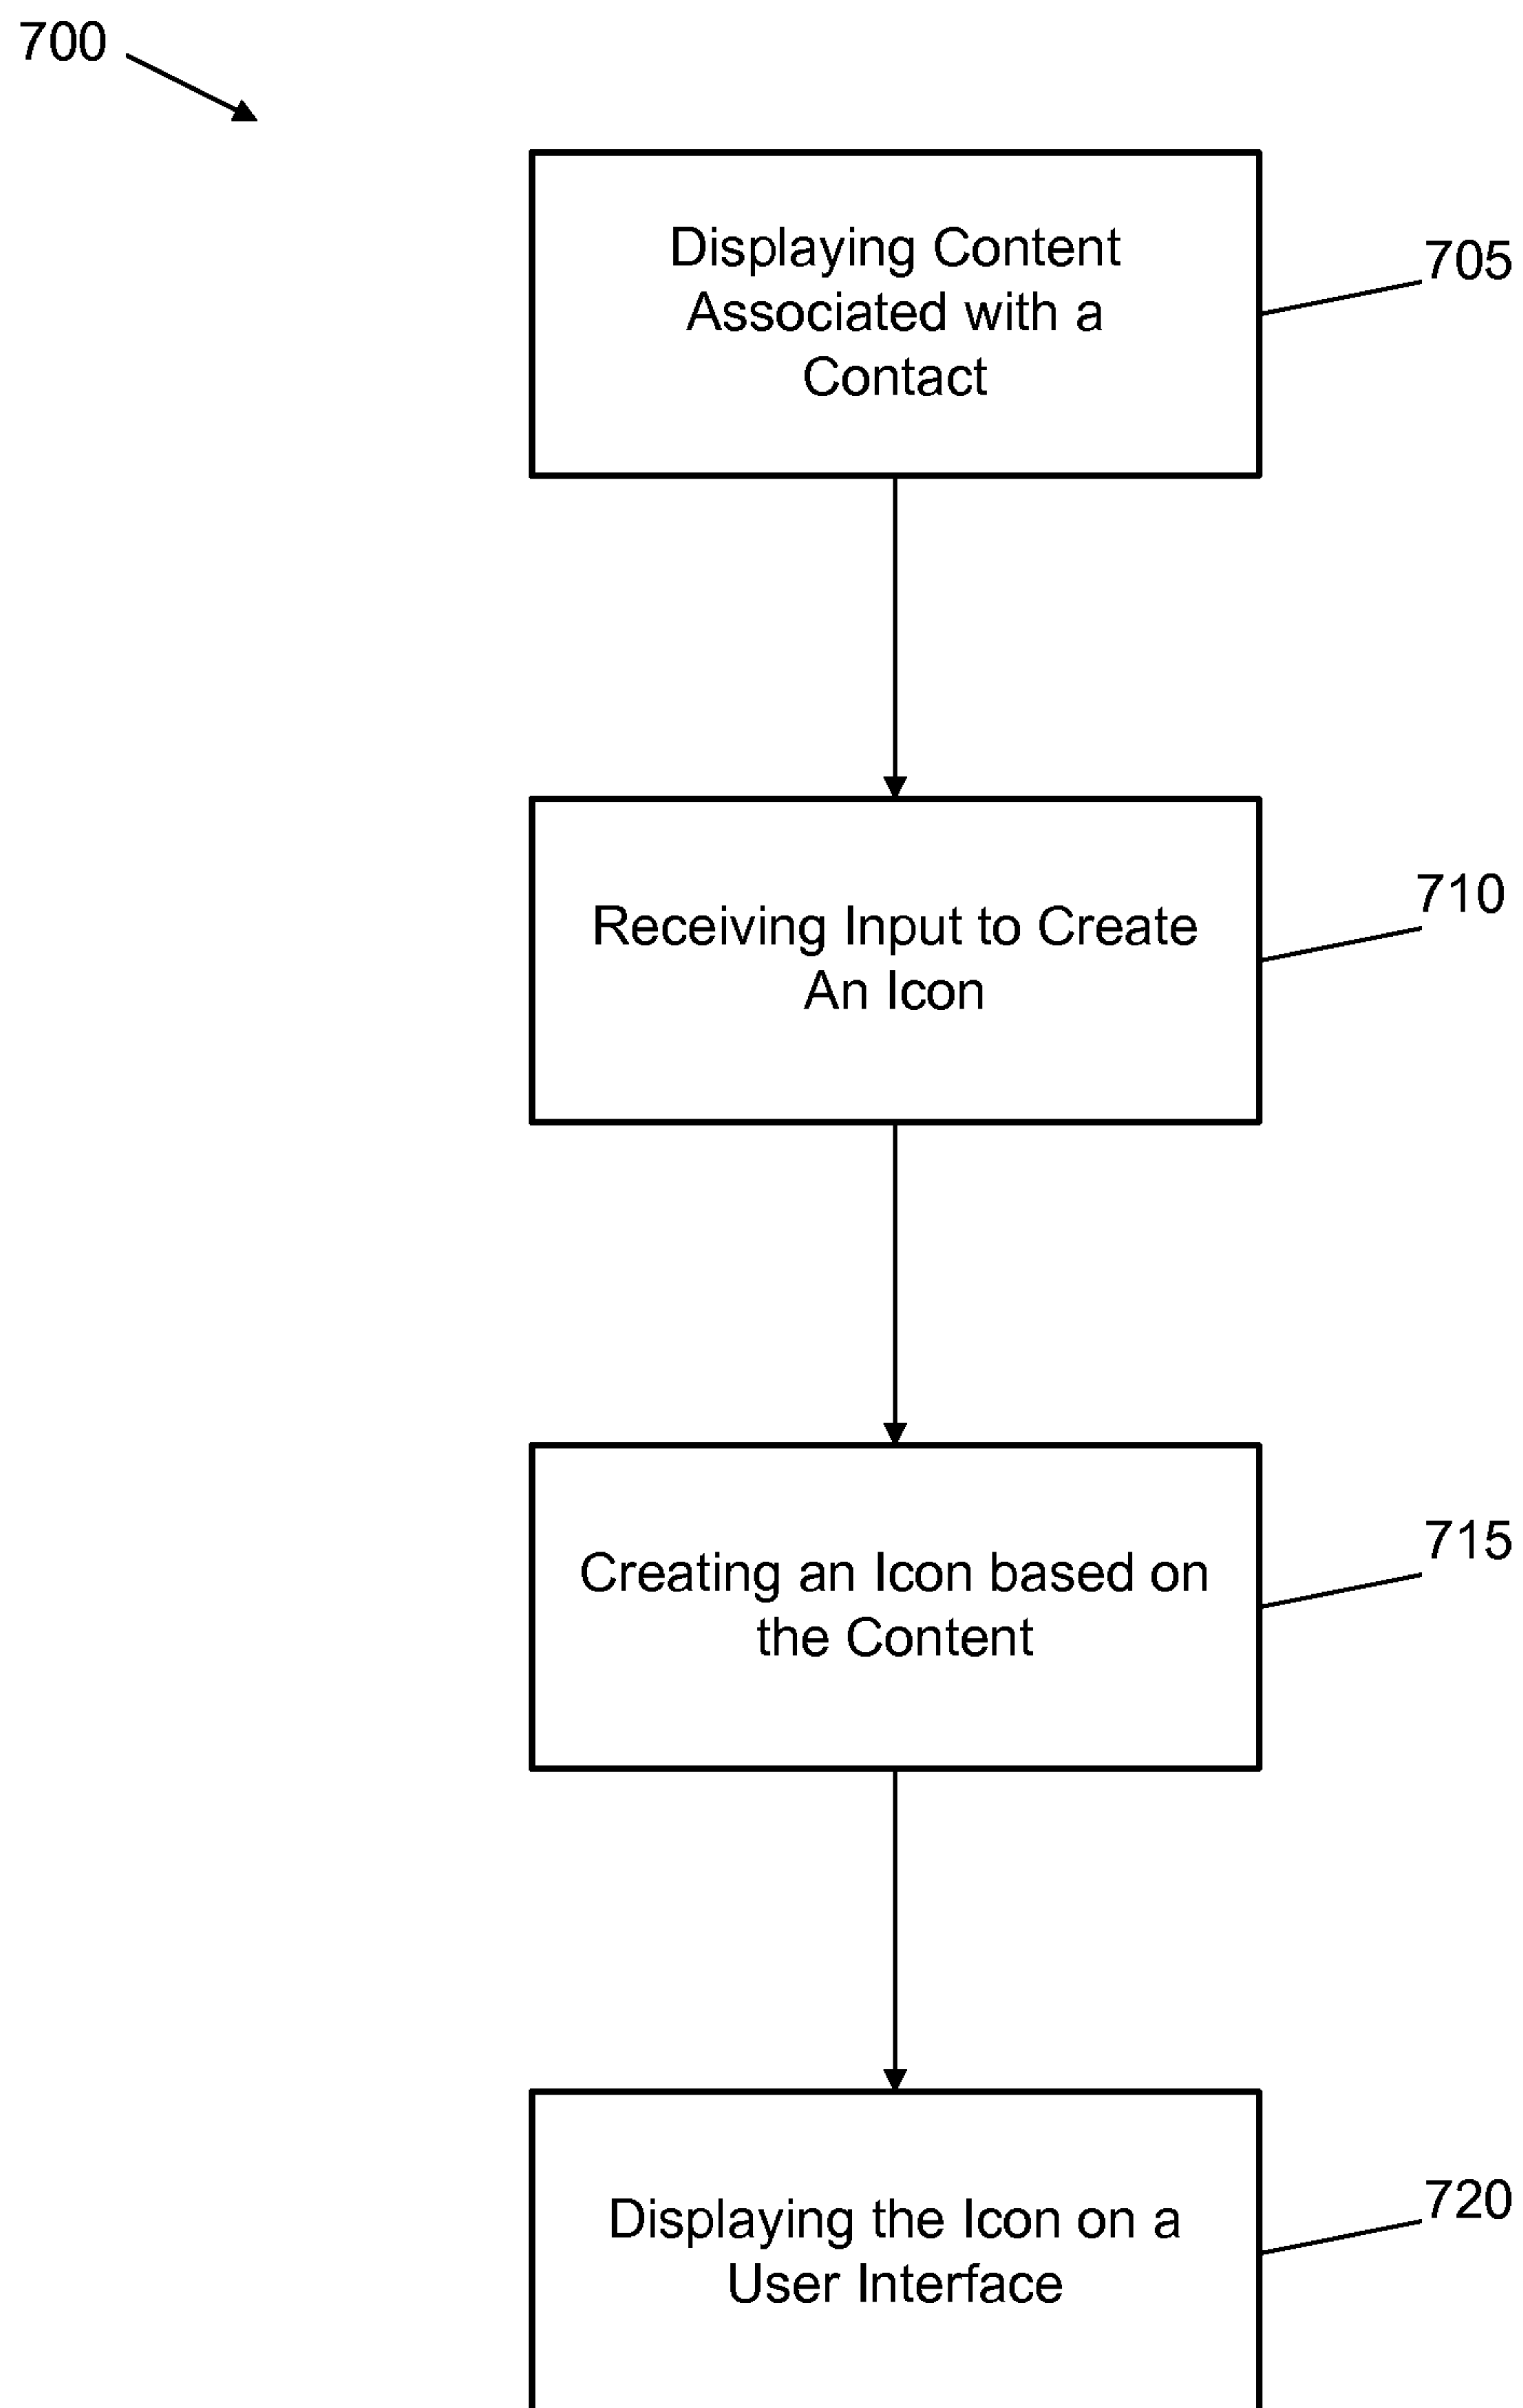 700
Displaying Content
Associated with a
Contact
705
Receiving Input to Create
An Icon
710
Creating an Icon based on
the Content
715
Displaying the Icon on a
User Interface
720